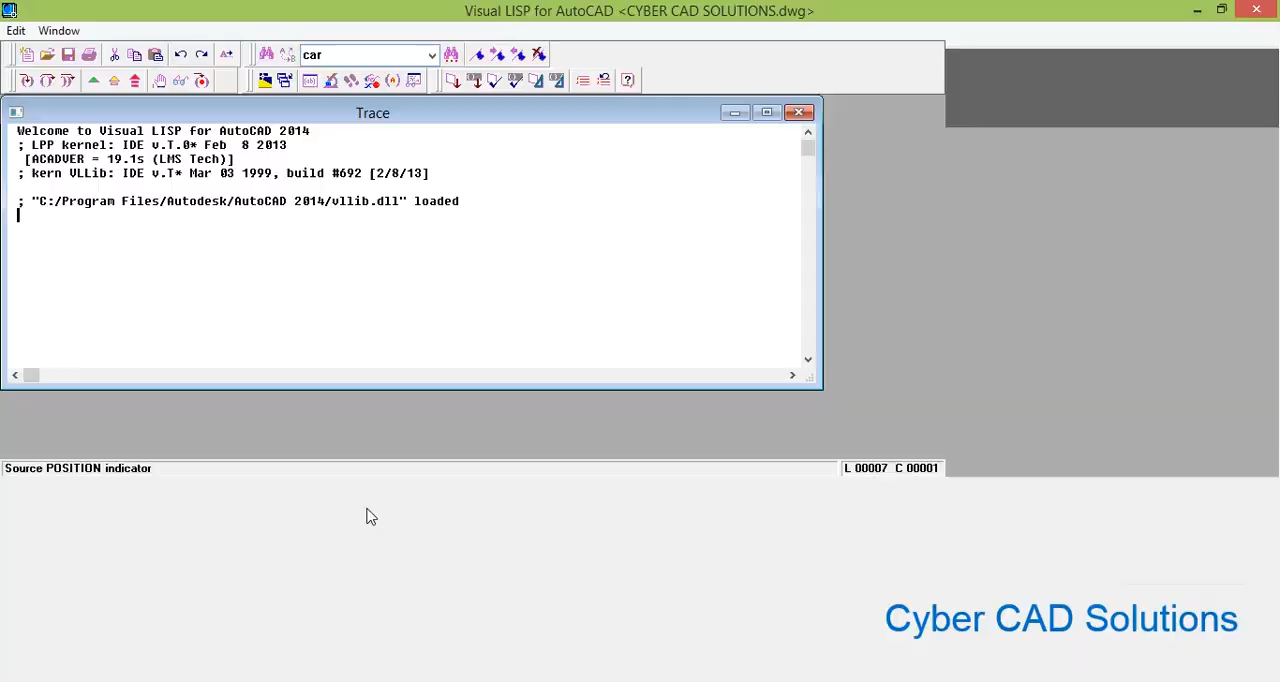 Visual LISP for AutoCAD <CYBER CAD SOLUTIONS.dwg>
Edit Window
car
Trace
Welcome to Visual LISP for AutoCAD 2014
; LPP kernel: IDE v.T.0* Feb  8 2013
[ACADVER = 19.1s (LMS Tech)]
; kern VLLib: IDE v.T* Mar 03 1999, build #692 [2/8/13]
; "C:/Program Files/Autodesk/AutoCAD 2014/vllib.dll" loaded
Source POSITION indicator
L 00007 C 00001
Cyber CAD Solutions